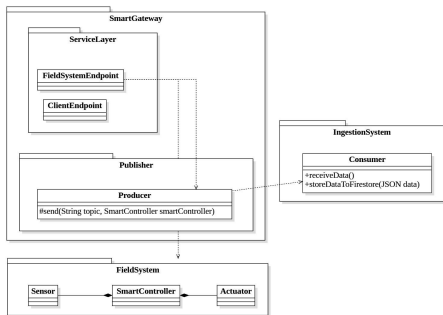 SmartGateway
ServiceLayer
FieldSystemEndpoint
ClientEndpoint
Publisher
Producer
#send(String topic, SmartController smartController)
IngestionSystem
Consumer
+receiveData()
+storeDataToFirestore(JSON data)
FieldSystem
Sensor
SmartController
Actuator